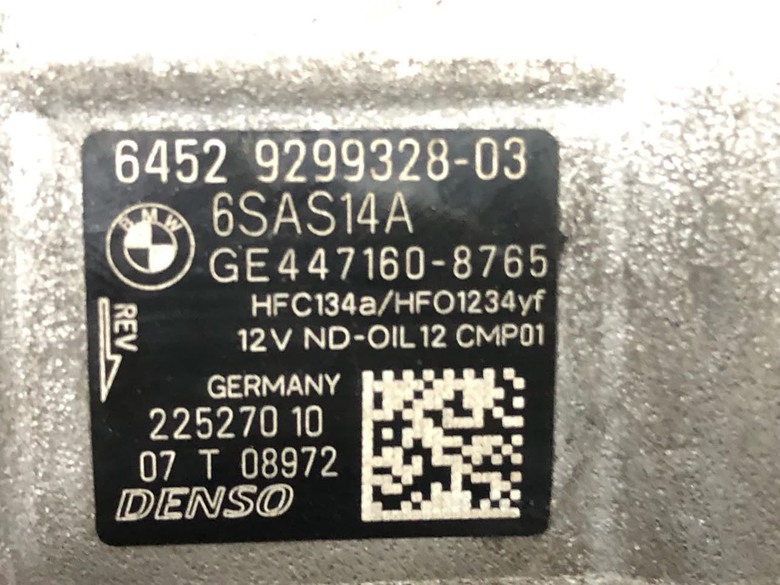 6452 9299328-03
BMW
6SAS14A
GE447160-8765
HFC134a/HFO1234yf
REV
12V ND-OIL12 CMP01
GERMANY
225270 10
07 T 08972
DENSO